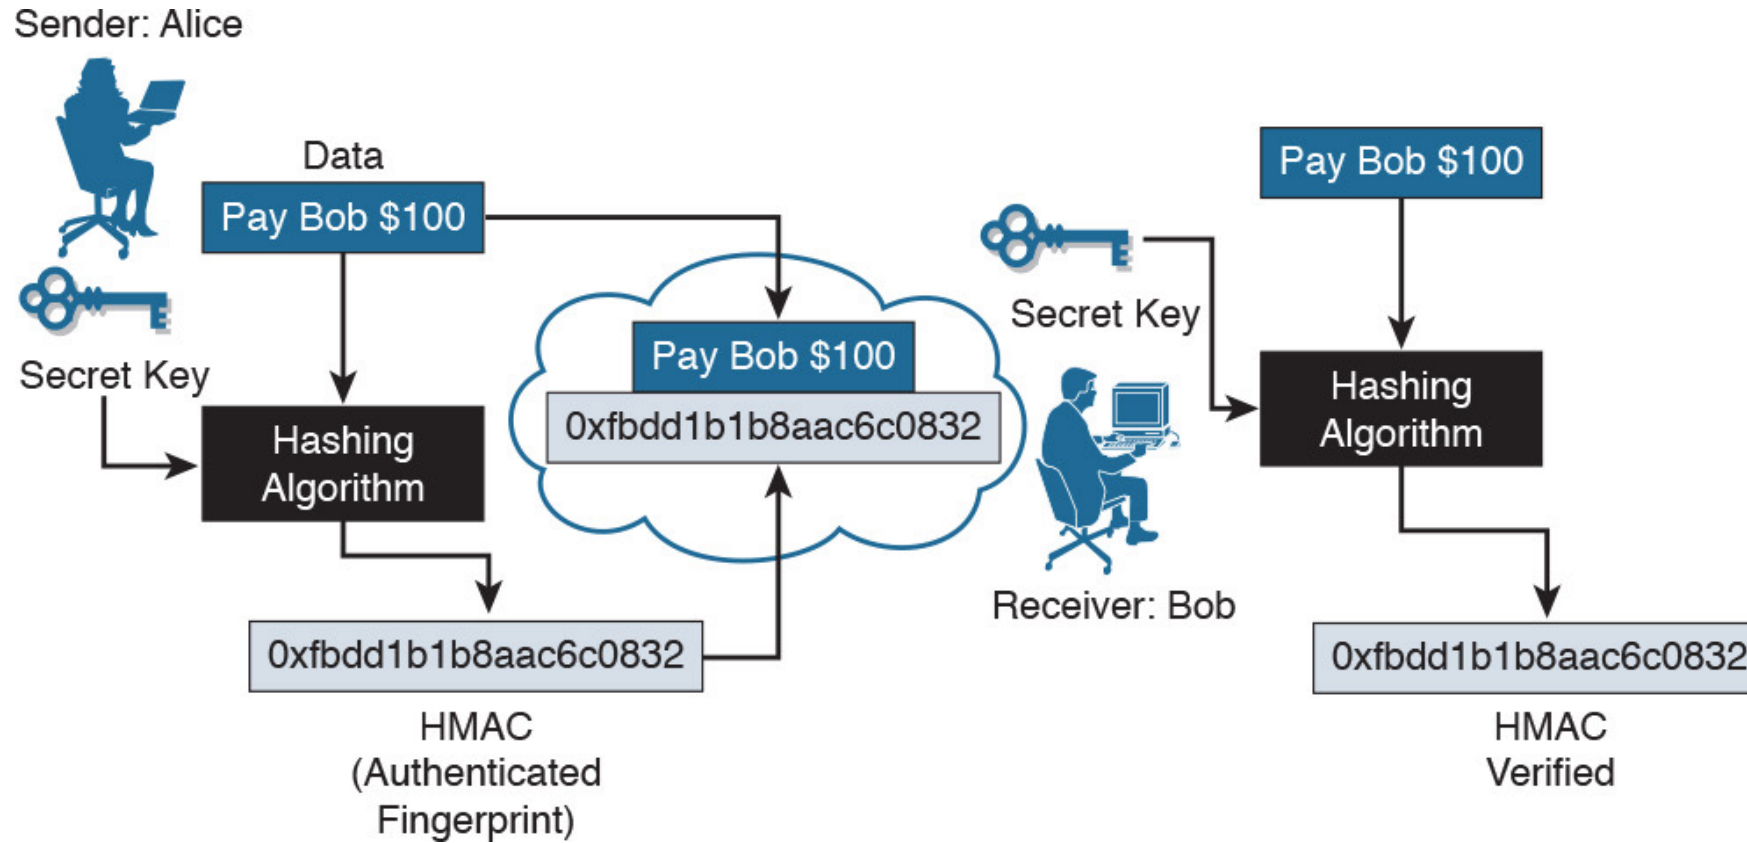 Sender: Alice
Data
Pay Bob $100
Secret Key
Hashing
Algorithm
0xfbdd1b1b8aac6c0832
HMAC
(Authenticated
Fingerprint)
Pay Bob $100
0xfbdd1b1b8aac6c0832
Pay Bob $100
Secret Key
Hashing
Algorithm
Receiver: Bob
0xfbdd1b1b8aac6c0832
HMAC
Verified